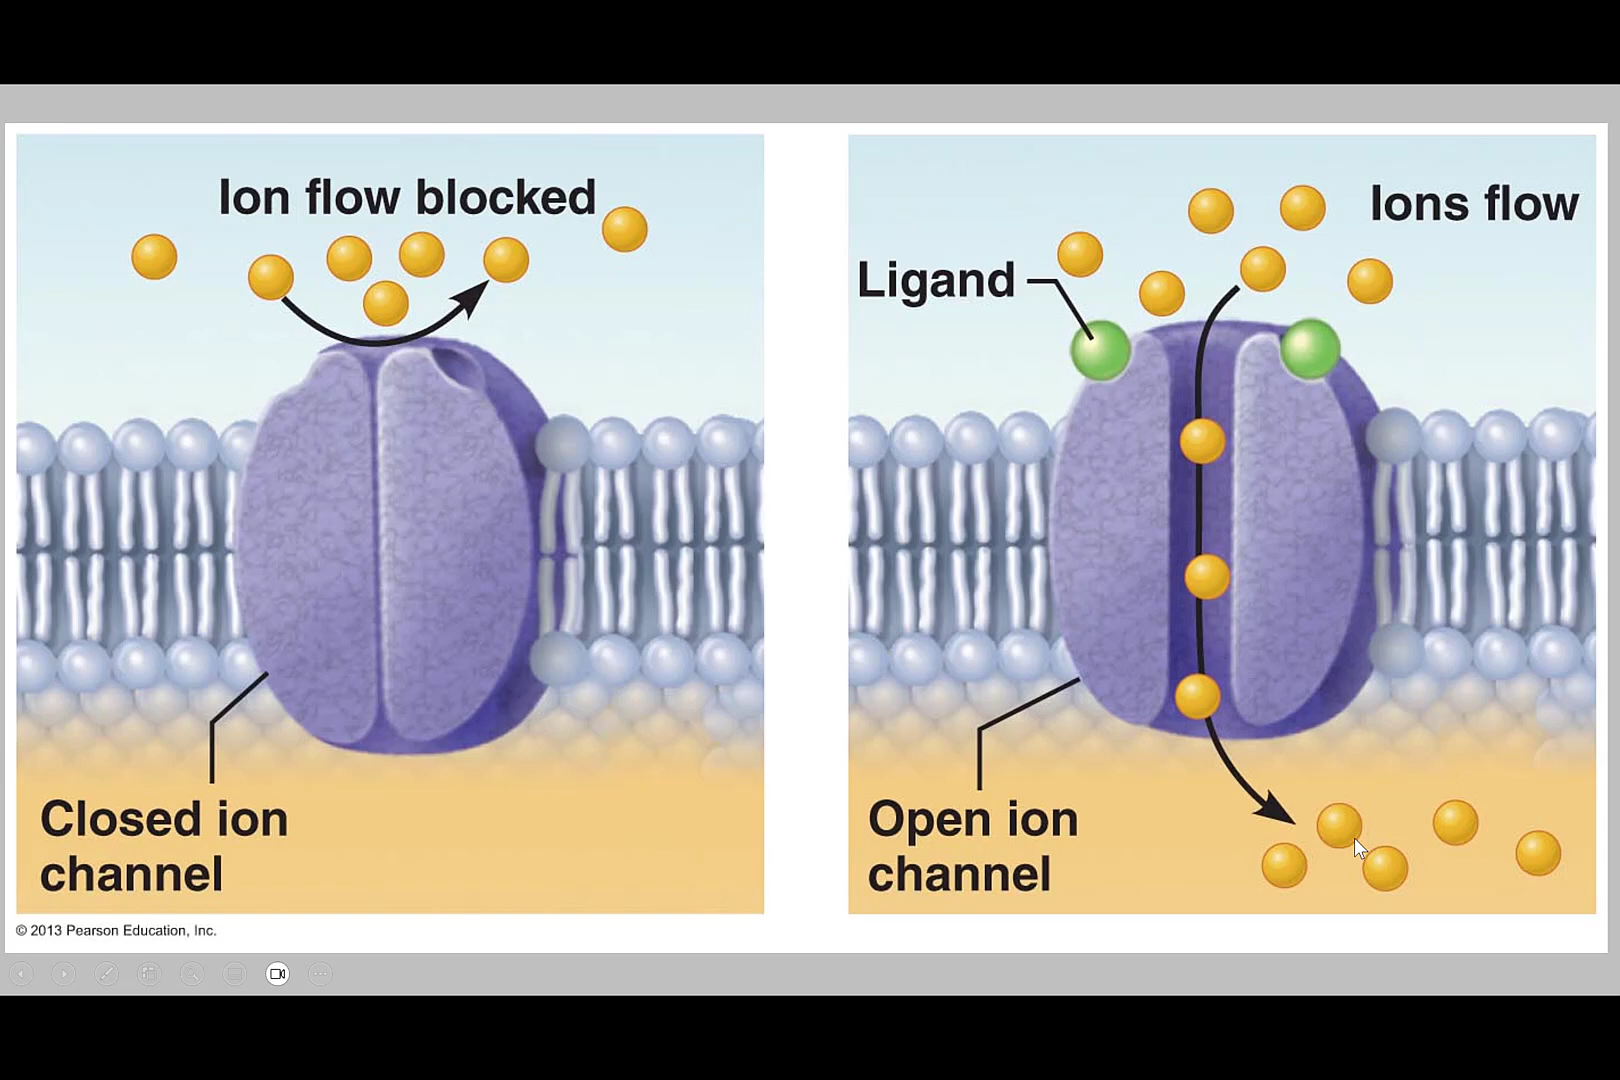 Ion flow blocked
Closed ion
channel
Ions flow
Ligand
Open ion
channel
© 2013 Pearson Education, Inc.